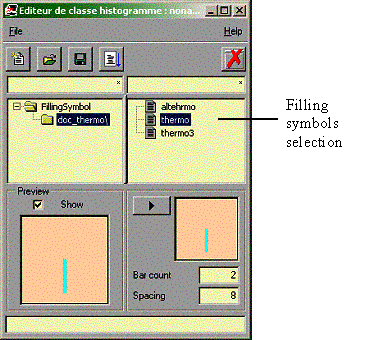 Editeur de classe histogramme : nona...
File Help
* *
FillingSymbol
doc_thermo\
altehrmo
thermo
thermo3
Filling
symbols
selection
Preview
Show
Bar count 2
Spacing 8